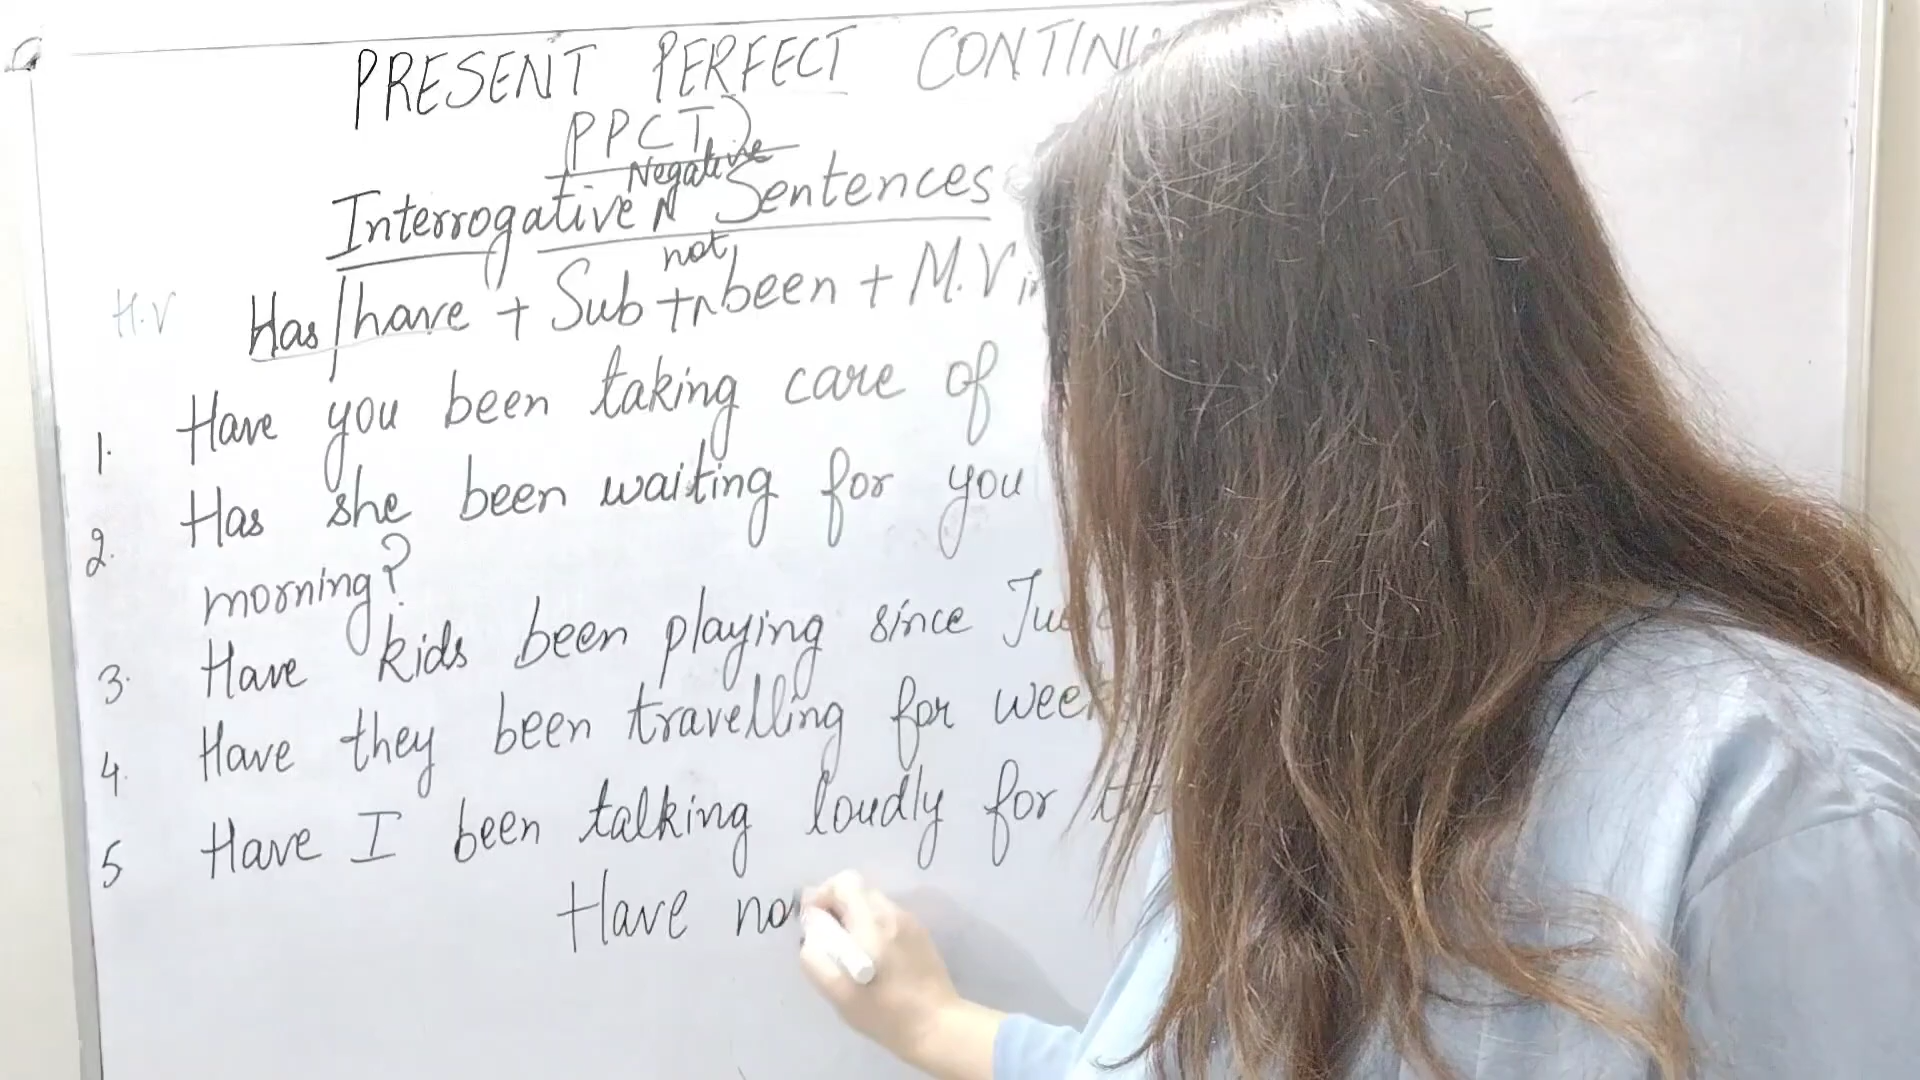 PRESENT PERFECT
PPCT)
Negative
Interrogative Sentences
not
H.V Has/have + Sub + been + M.V
1. Have you been taking care of
2. Has she been waiting for you
morning?
3. Have kids been playing since
4. Have they been travelling for
5 Have I been talking loudly for
Have